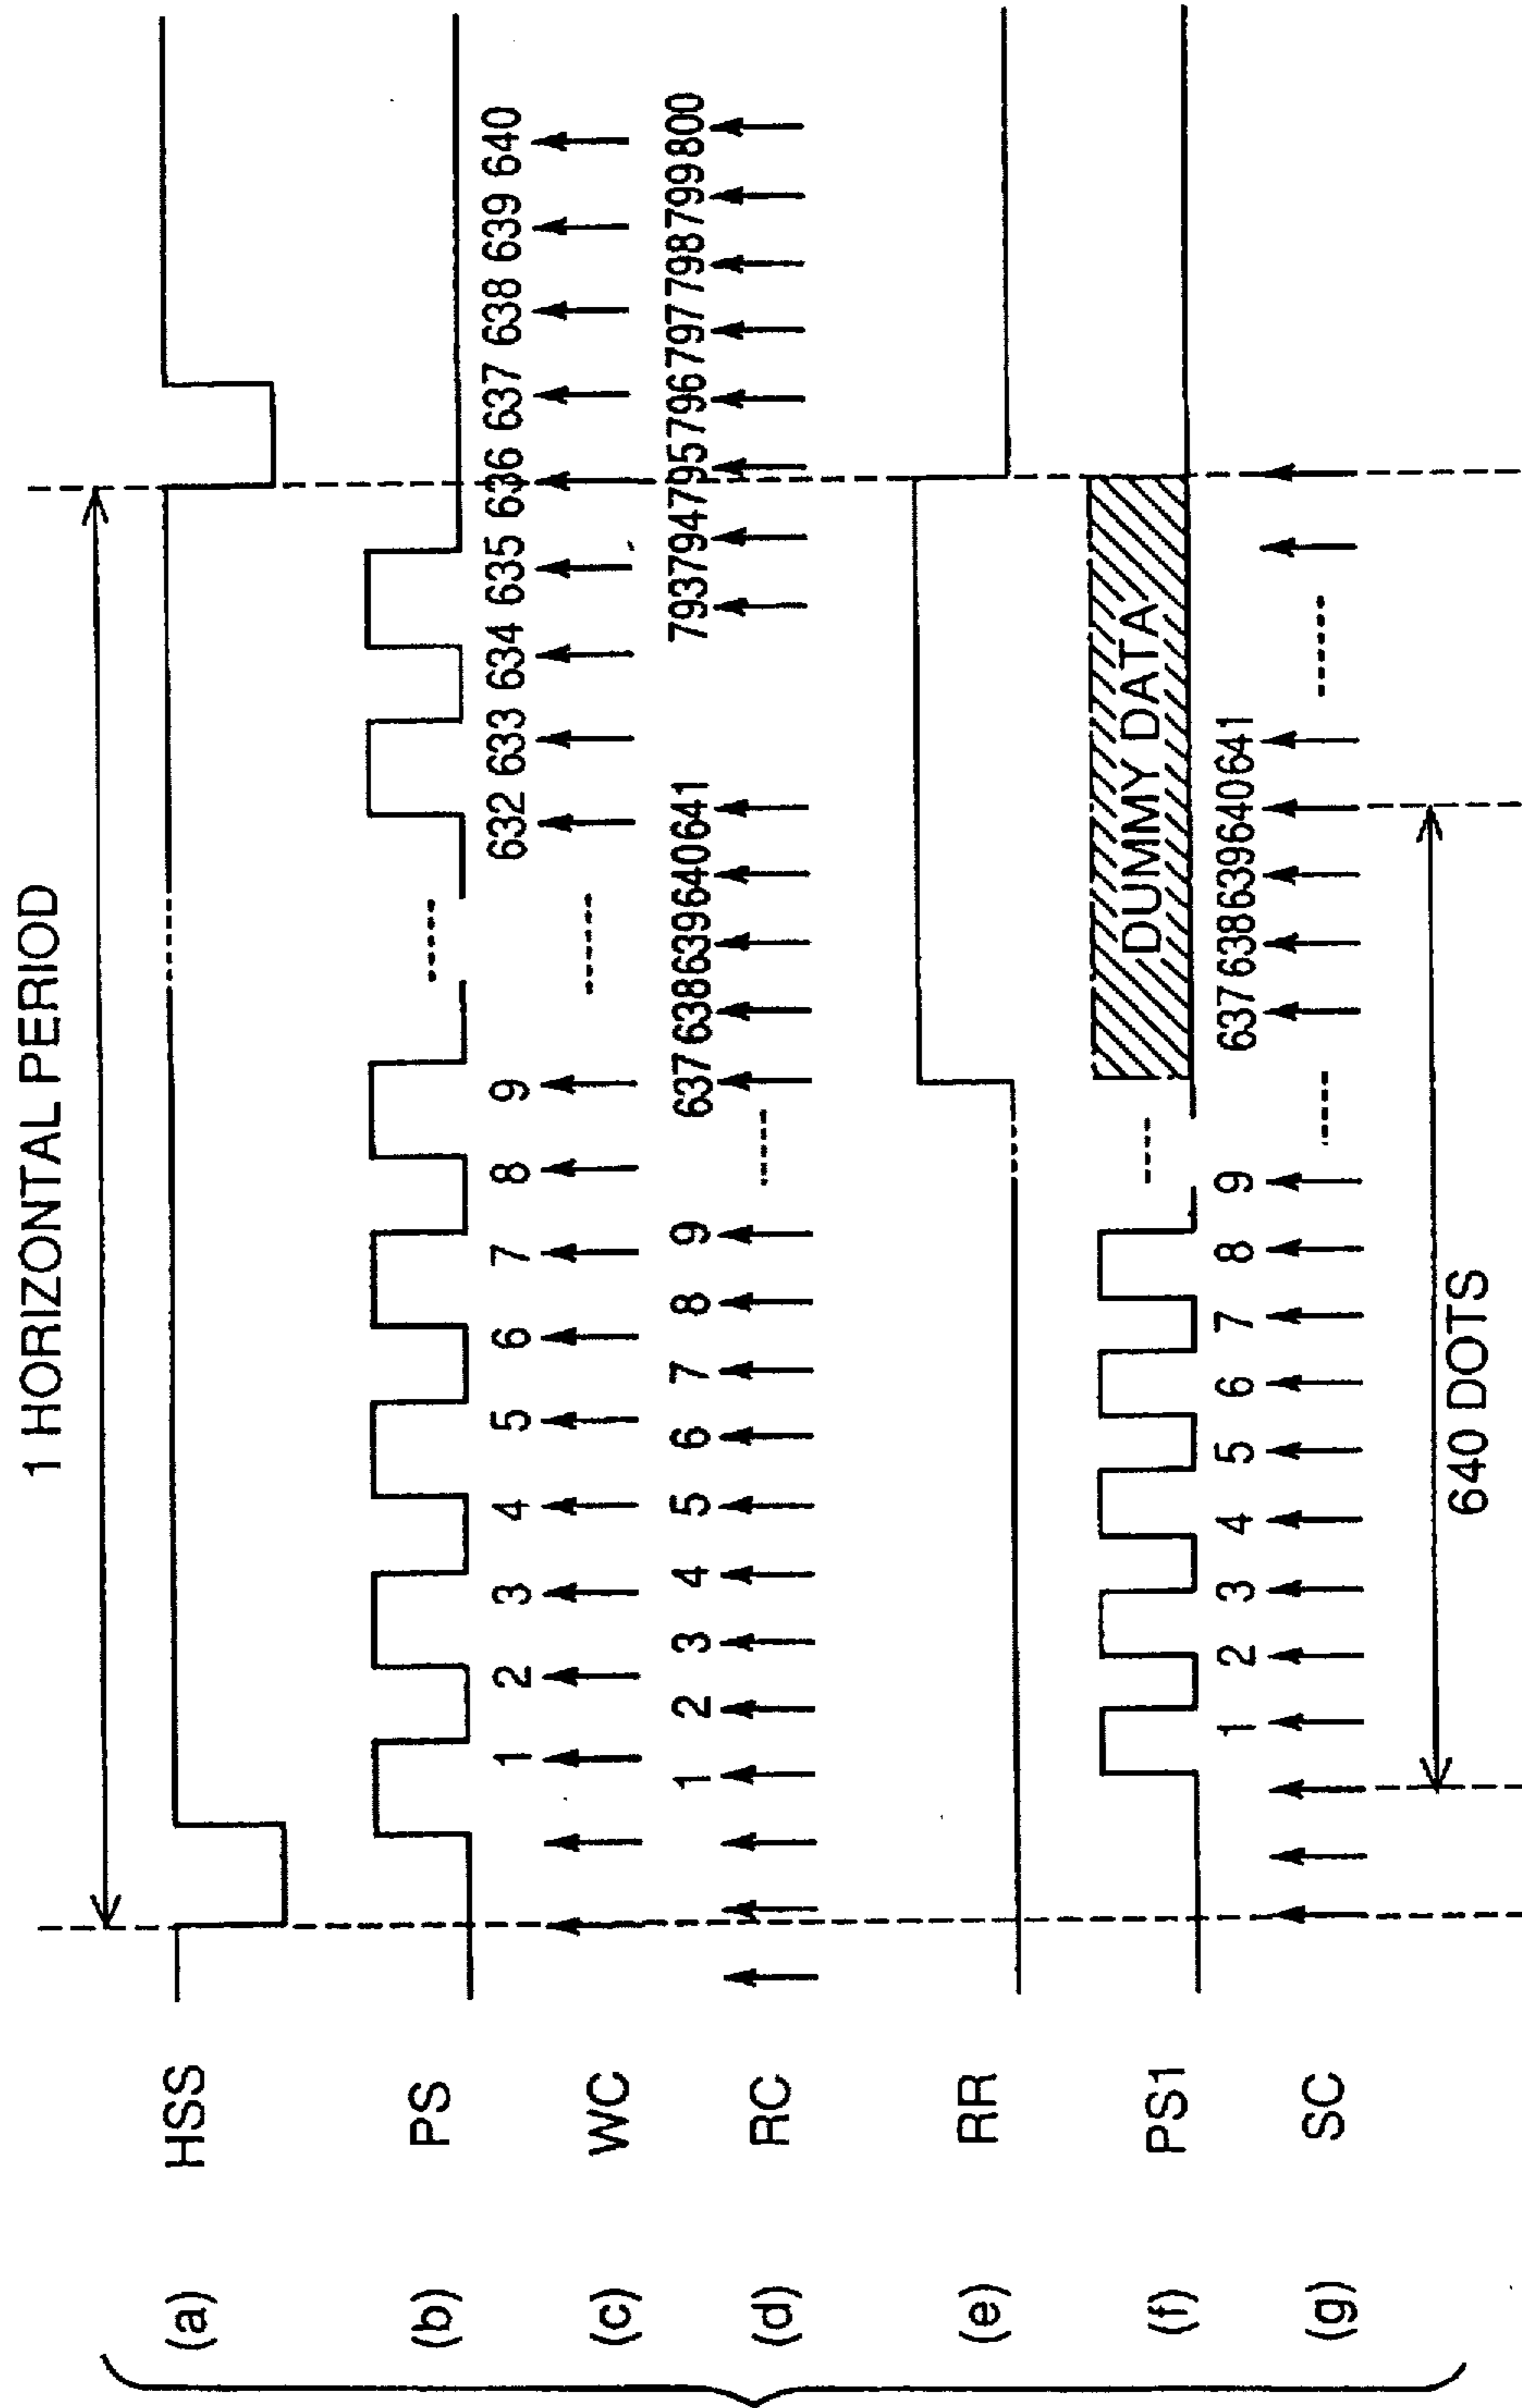 1 HORIZONTAL PERIOD
(a) HSS
(b) PS
(c) WC 1 2 3 4 5 6 7 8 9 ----- 632 633 634 635 636 637 638 639 640
(d) RC 1 2 3 4 5 6 7 8 9 ----- 637 638 639 640 641 793 794 795 796 797 798 799 800
(e) RR
(f) PS1 DUMMY DATA
(g) SC 1 2 3 4 5 6 7 8 9 ----- 637 638 639 640 641 -----
640 DOTS